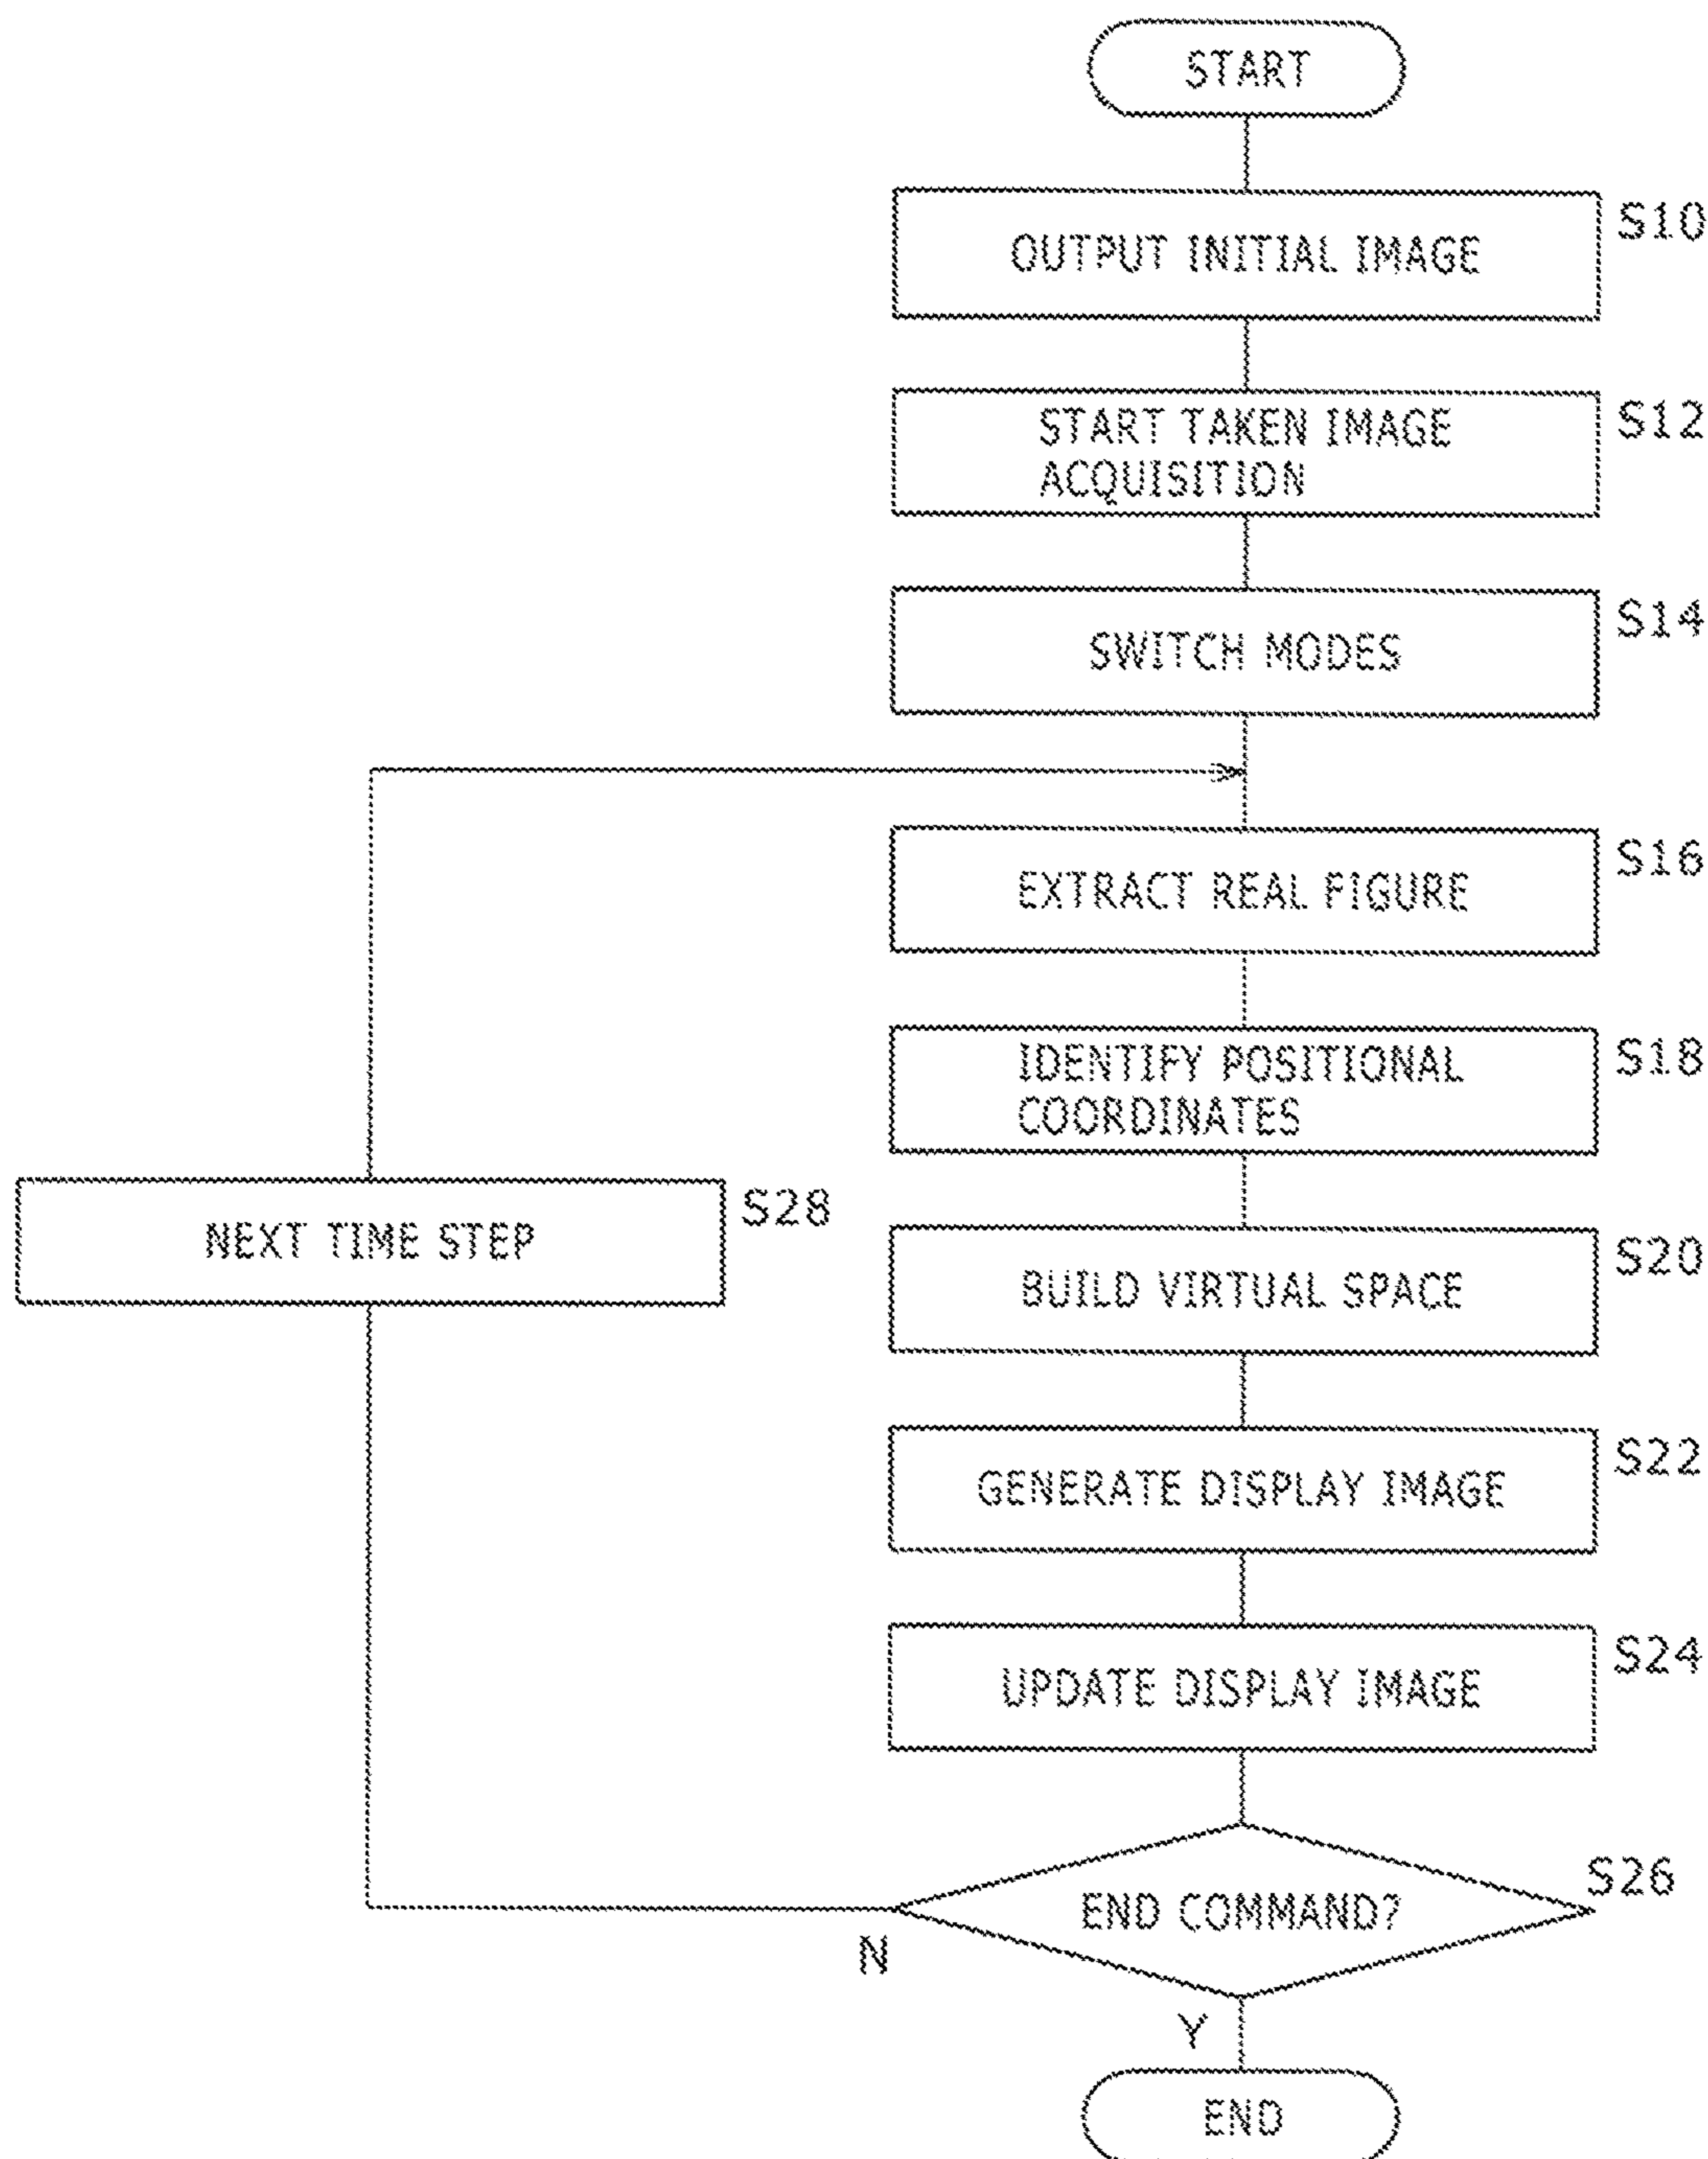 START
S10
OUTPUT INITIAL IMAGE
S12
START TAKEN IMAGE
ACQUISITION
S14
SWITCH MODES
S16
EXTRACT REAL FIGURE
S18
IDENTIFY POSITIONAL
COORDINATES
S28
NEXT TIME STEP
S20
BUILD VIRTUAL SPACE
S22
GENERATE DISPLAY IMAGE
S24
UPDATE DISPLAY IMAGE
S26
END COMMAND?
N
Y
END